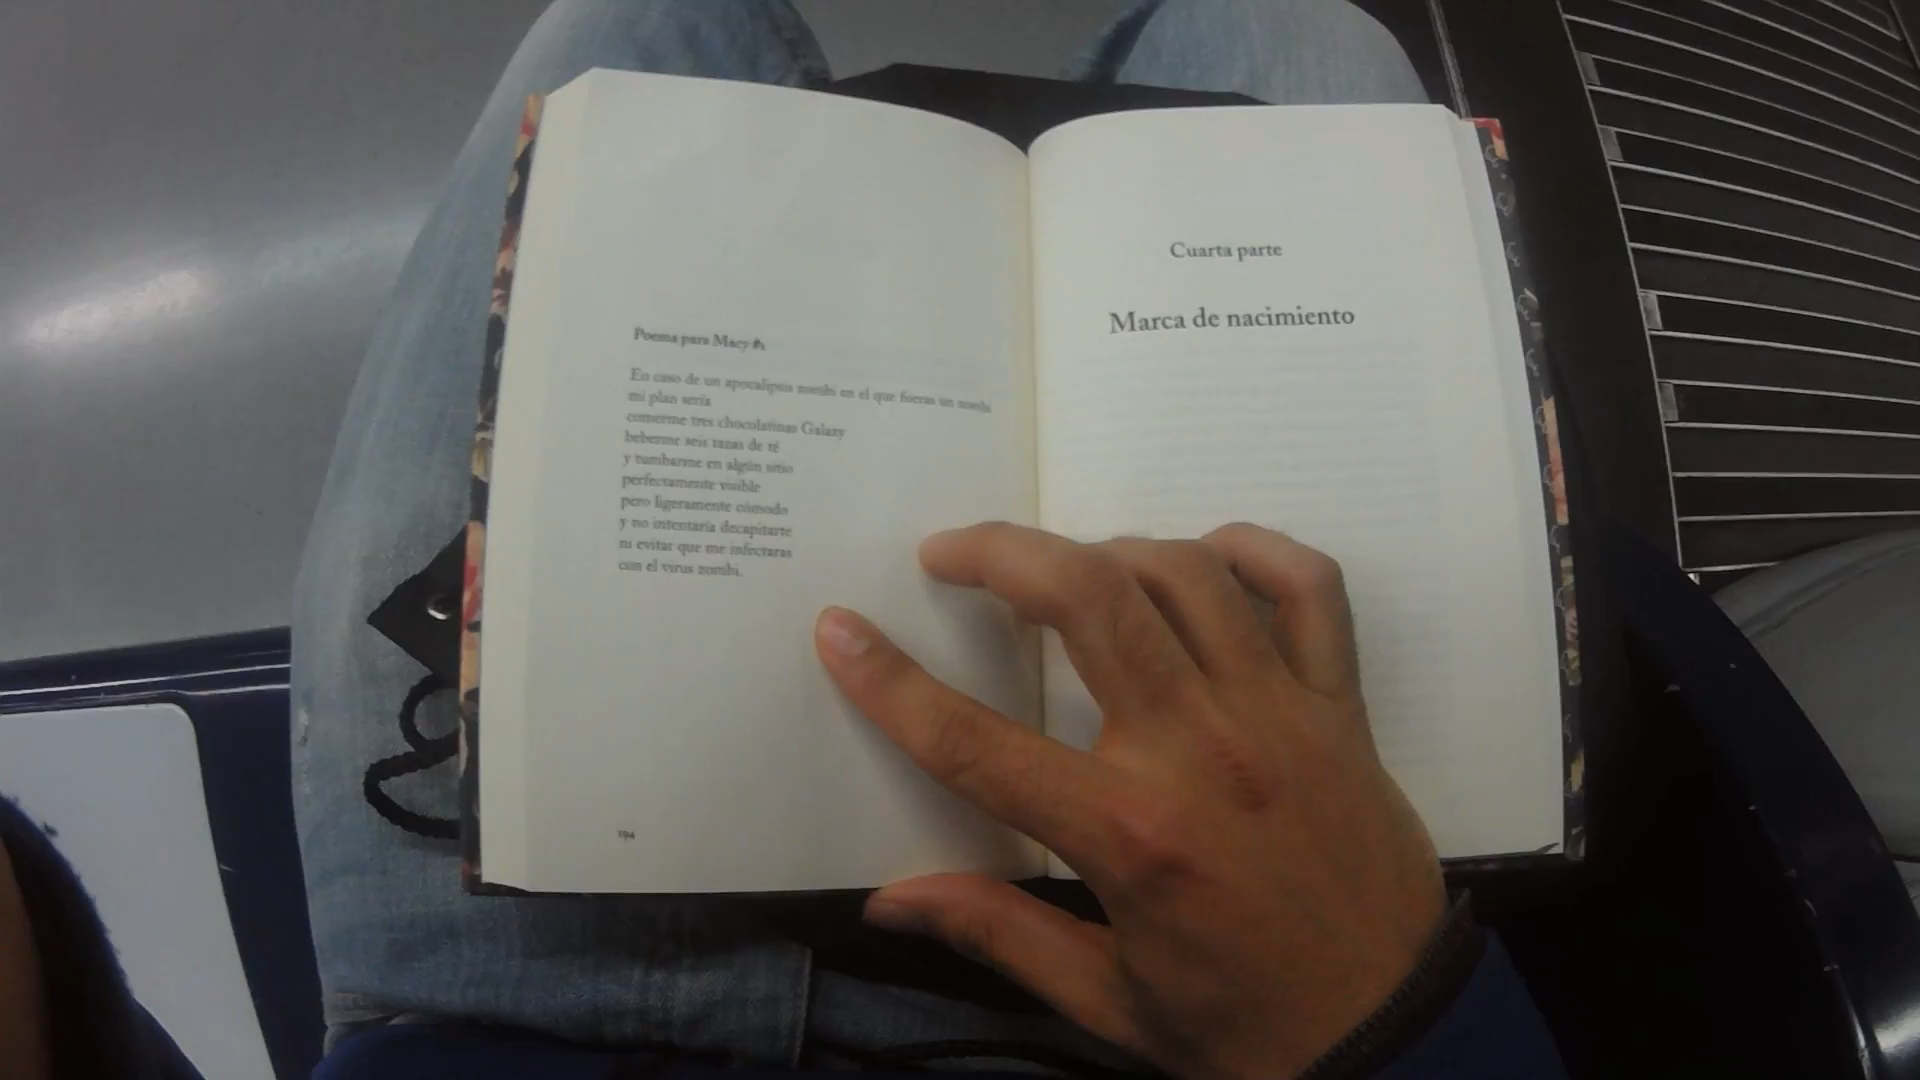 Poema para Macy #1
En caso de un apocalipsis zombi en el que fueras un zombi
mi plan sería
comerme tres chocolatinas Galaxy
beberme seis tazas de té
y tumbarme en algún sitio
perfectamente visible
pero ligeramente cómodo
y no intentaría decapitarte
ni evitar que me infectaras
con el virus zombi.
194
Cuarta parte
Marca de nacimiento